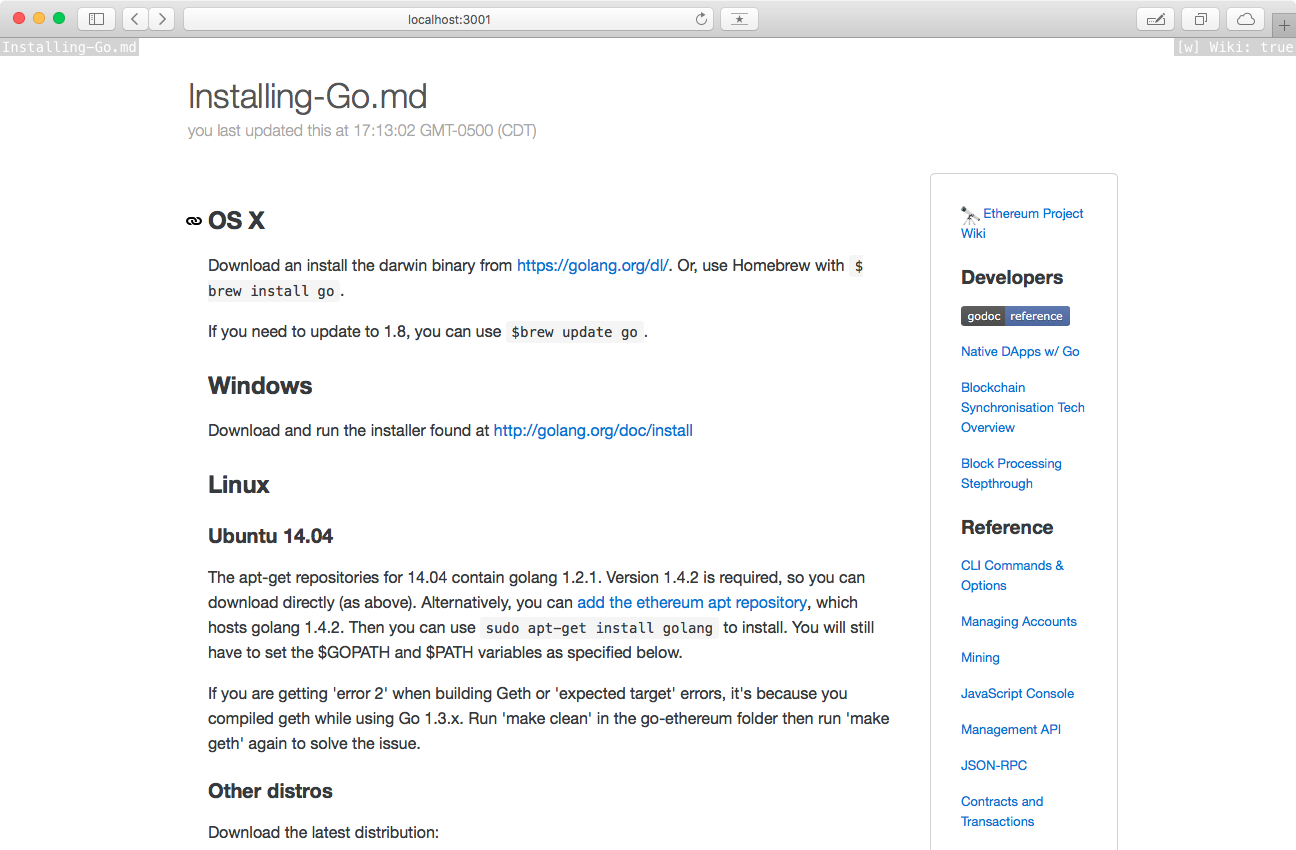 localhost:3001
Installing-Go.md
[w] Wiki: true
Installing-Go.md
you last updated this at 17:13:02 GMT-0500 (CDT)
OS X
Download an install the darwin binary from https://golang.org/dl/. Or, use Homebrew with $
brew install go.
If you need to update to 1.8, you can use $brew update go.
Windows
Download and run the installer found at http://golang.org/doc/install
Linux
Ubuntu 14.04
The apt-get repositories for 14.04 contain golang 1.2.1. Version 1.4.2 is required, so you can
download directly (as above). Alternatively, you can add the ethereum apt repository, which
hosts golang 1.4.2. Then you can use sudo apt-get install golang to install. You will still
have to set the $GOPATH and $PATH variables as specified below.
If you are getting 'error 2' when building Geth or 'expected target' errors, it's because you
compiled geth while using Go 1.3.x. Run 'make clean' in the go-ethereum folder then run 'make
geth' again to solve the issue.
Other distros
Download the latest distribution:
Ethereum Project
Wiki
Developers
godoc reference
Native DApps w/ Go
Blockchain
Synchronisation Tech
Overview
Block Processing
Stepthrough
Reference
CLI Commands &
Options
Managing Accounts
Mining
JavaScript Console
Management API
JSON-RPC
Contracts and
Transactions